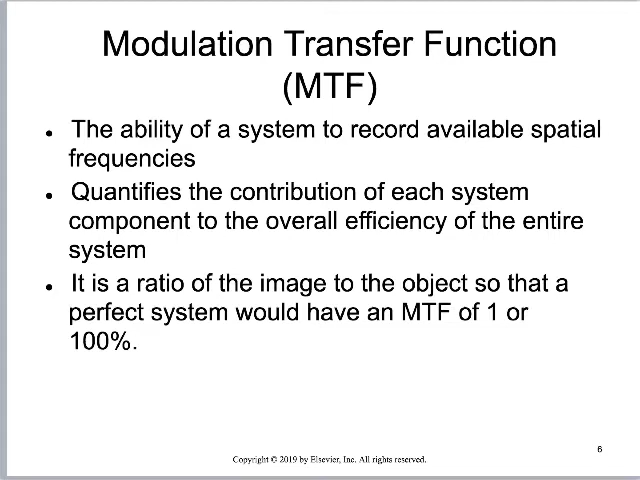 Modulation Transfer Function
(MTF)
• The ability of a system to record available spatial
frequencies
• Quantifies the contribution of each system
component to the overall efficiency of the entire
system
• It is a ratio of the image to the object so that a
perfect system would have an MTF of 1 or
100%.
6
Copyright © 2019 by Elsevier, Inc. All rights reserved.